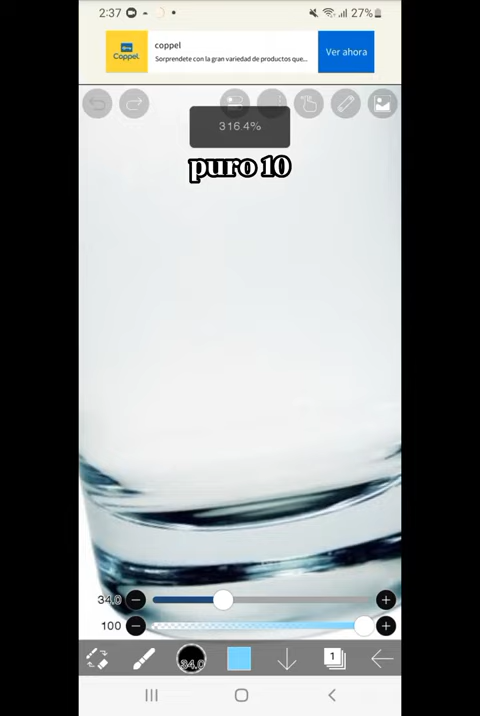 2:37
27%
coppel
Coppel
Sorprendete con la gran variedad de productos que...
Ver ahora
316.4%
puro 10
34.0
100
34.0
1